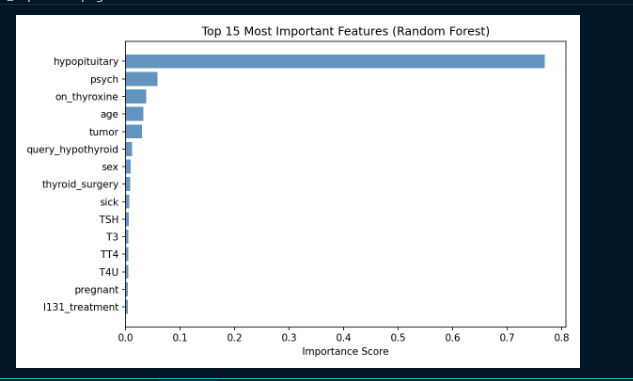 Top 15 Most Important Features (Random Forest)
hypopituitary
psych
on_thyroxine
age
tumor
query_hypothyroid
sex
thyroid_surgery
sick
TSH
T3
TT4
T4U
pregnant
I131_treatment
0.0 0.1 0.2 0.3 0.4 0.5 0.6 0.7 0.8
Importance Score